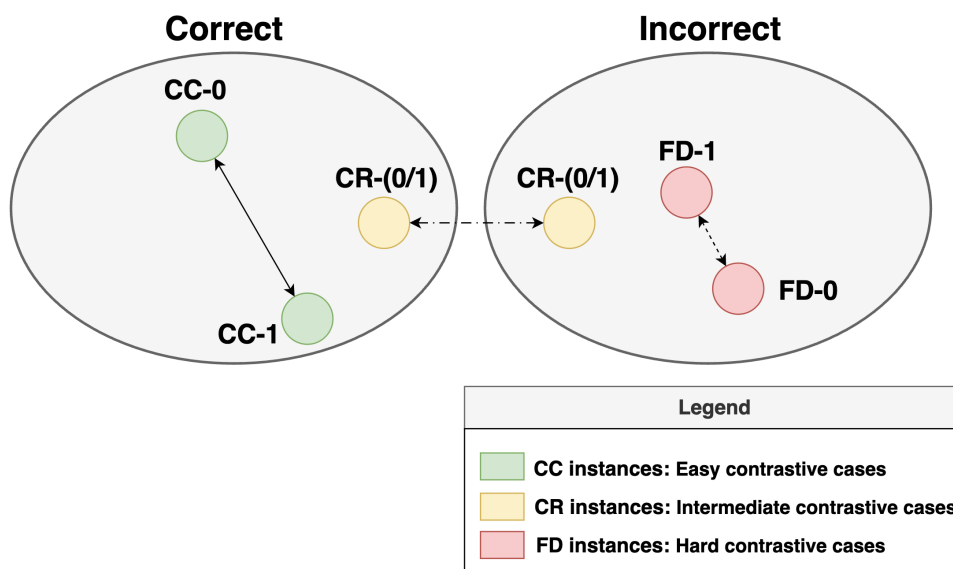 Correct
Incorrect
CC-0
CR-(0/1)
CR-(0/1)
FD-1
FD-0
CC-1
Legend
CC instances: Easy contrastive cases
CR instances: Intermediate contrastive cases
FD instances: Hard contrastive cases